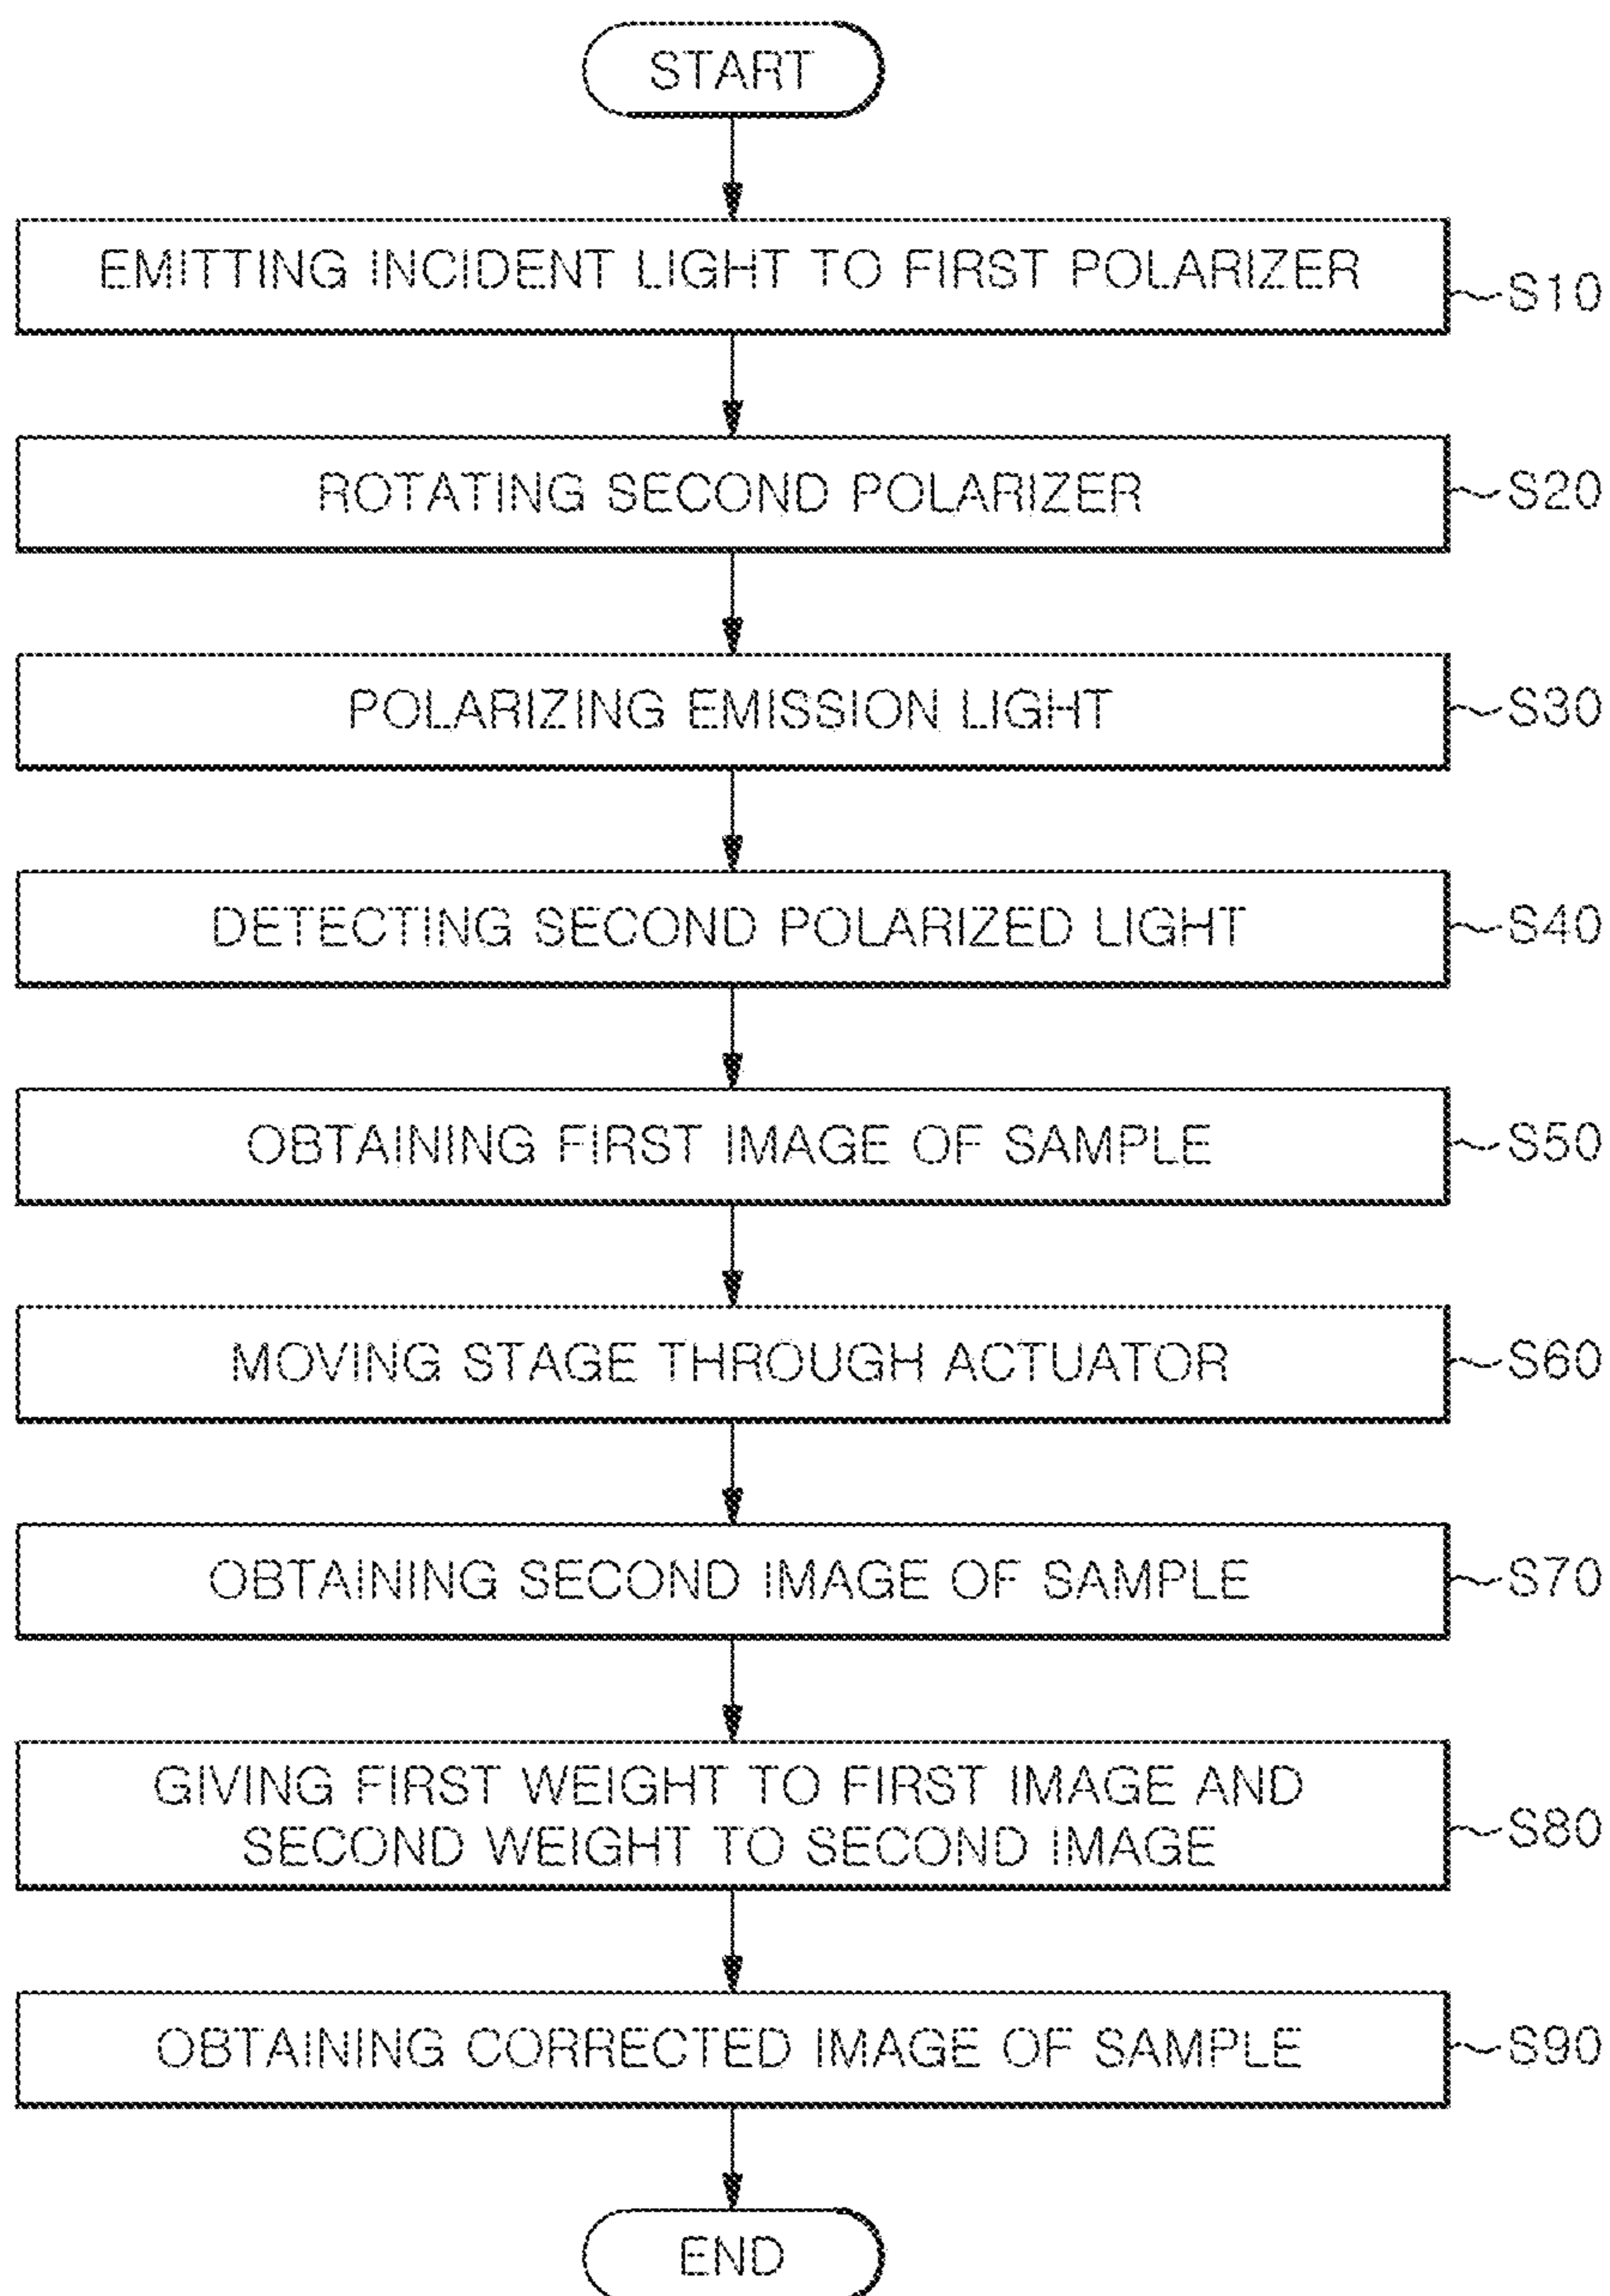 START
EMITTING INCIDENT LIGHT TO FIRST POLARIZER
S10
ROTATING SECOND POLARIZER
S20
POLARIZING EMISSION LIGHT
S30
DETECTING SECOND POLARIZED LIGHT
S40
OBTAINING FIRST IMAGE OF SAMPLE
S50
MOVING STAGE THROUGH ACTUATOR
S60
OBTAINING SECOND IMAGE OF SAMPLE
S70
GIVING FIRST WEIGHT TO FIRST IMAGE AND
SECOND WEIGHT TO SECOND IMAGE
S80
OBTAINING CORRECTED IMAGE OF SAMPLE
S90
END